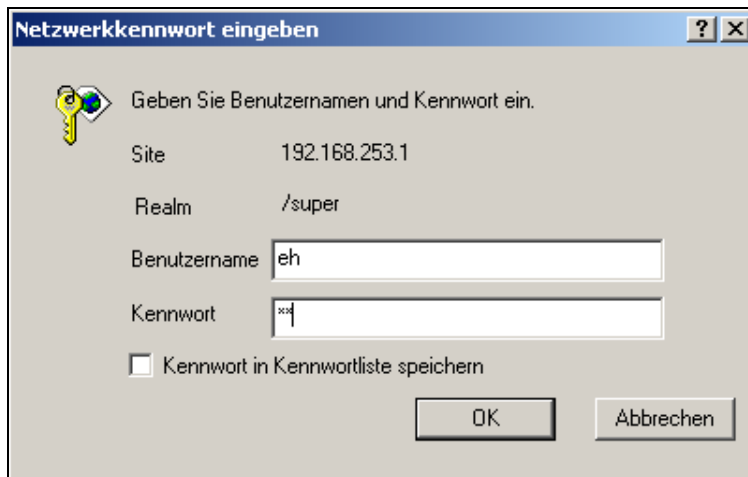 Netzwerkkennwort eingeben
Geben Sie Benutzernamen und Kennwort ein.
Site 192.168.253.1
Realm /super
Benutzername eh
Kennwort **
Kennwort in Kennwortliste speichern
OK Abbrechen